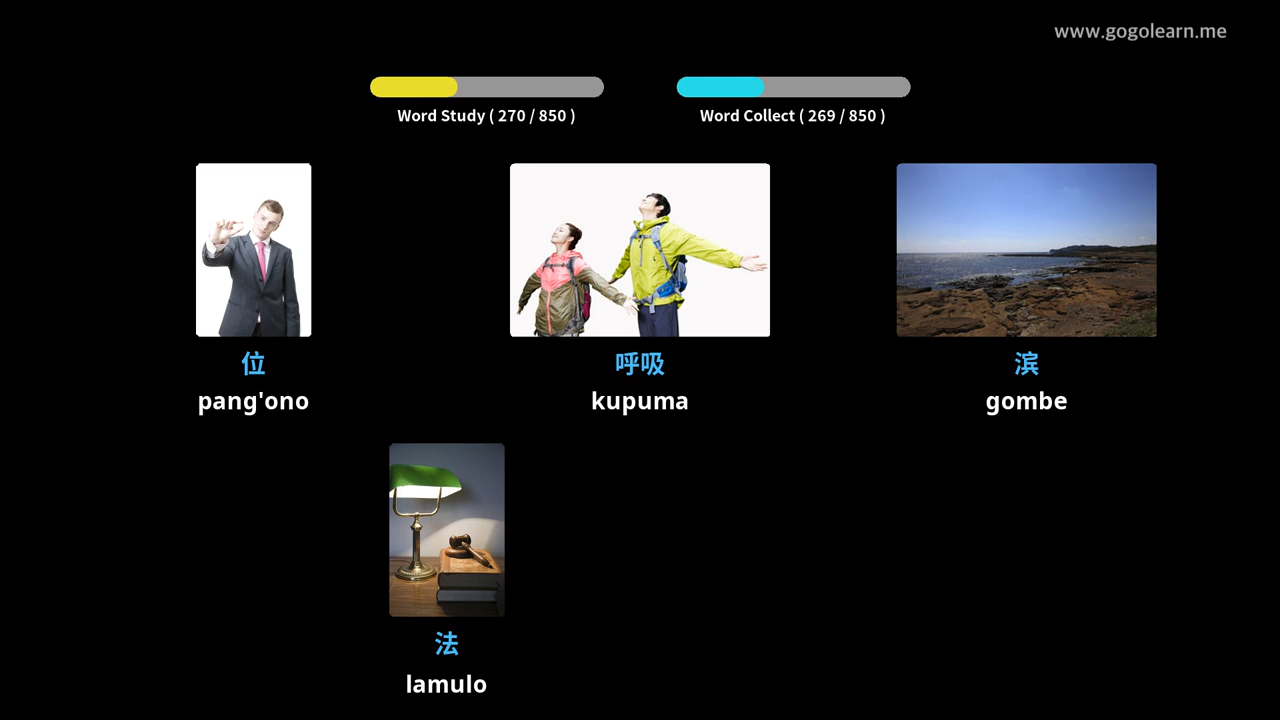 www.gogolearn.me
Word Study ( 270 / 850 )
Word Collect ( 269 / 850 )
位
pang'ono
呼吸
kupuma
滨
gombe
法
lamulo